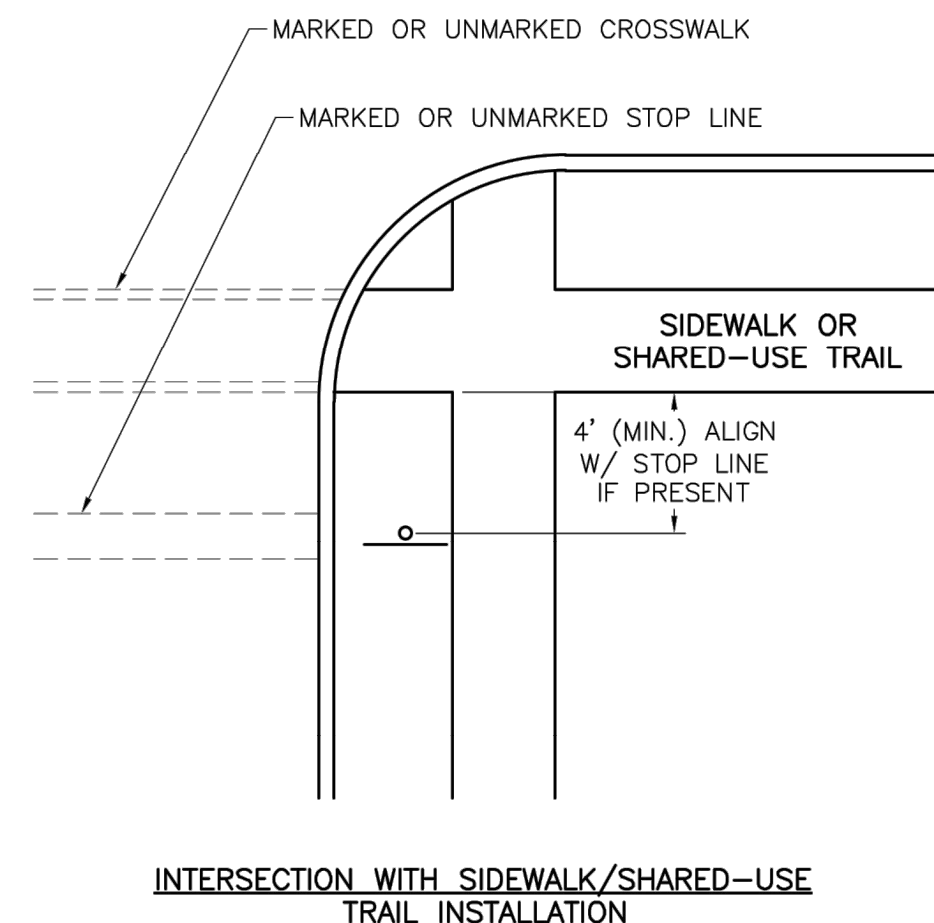 MARKED OR UNMARKED CROSSWALK
MARKED OR UNMARKED STOP LINE
SIDEWALK OR
SHARED-USE TRAIL
4' (MIN.) ALIGN
W/ STOP LINE
IF PRESENT
INTERSECTION WITH SIDEWALK/SHARED-USE
TRAIL INSTALLATION